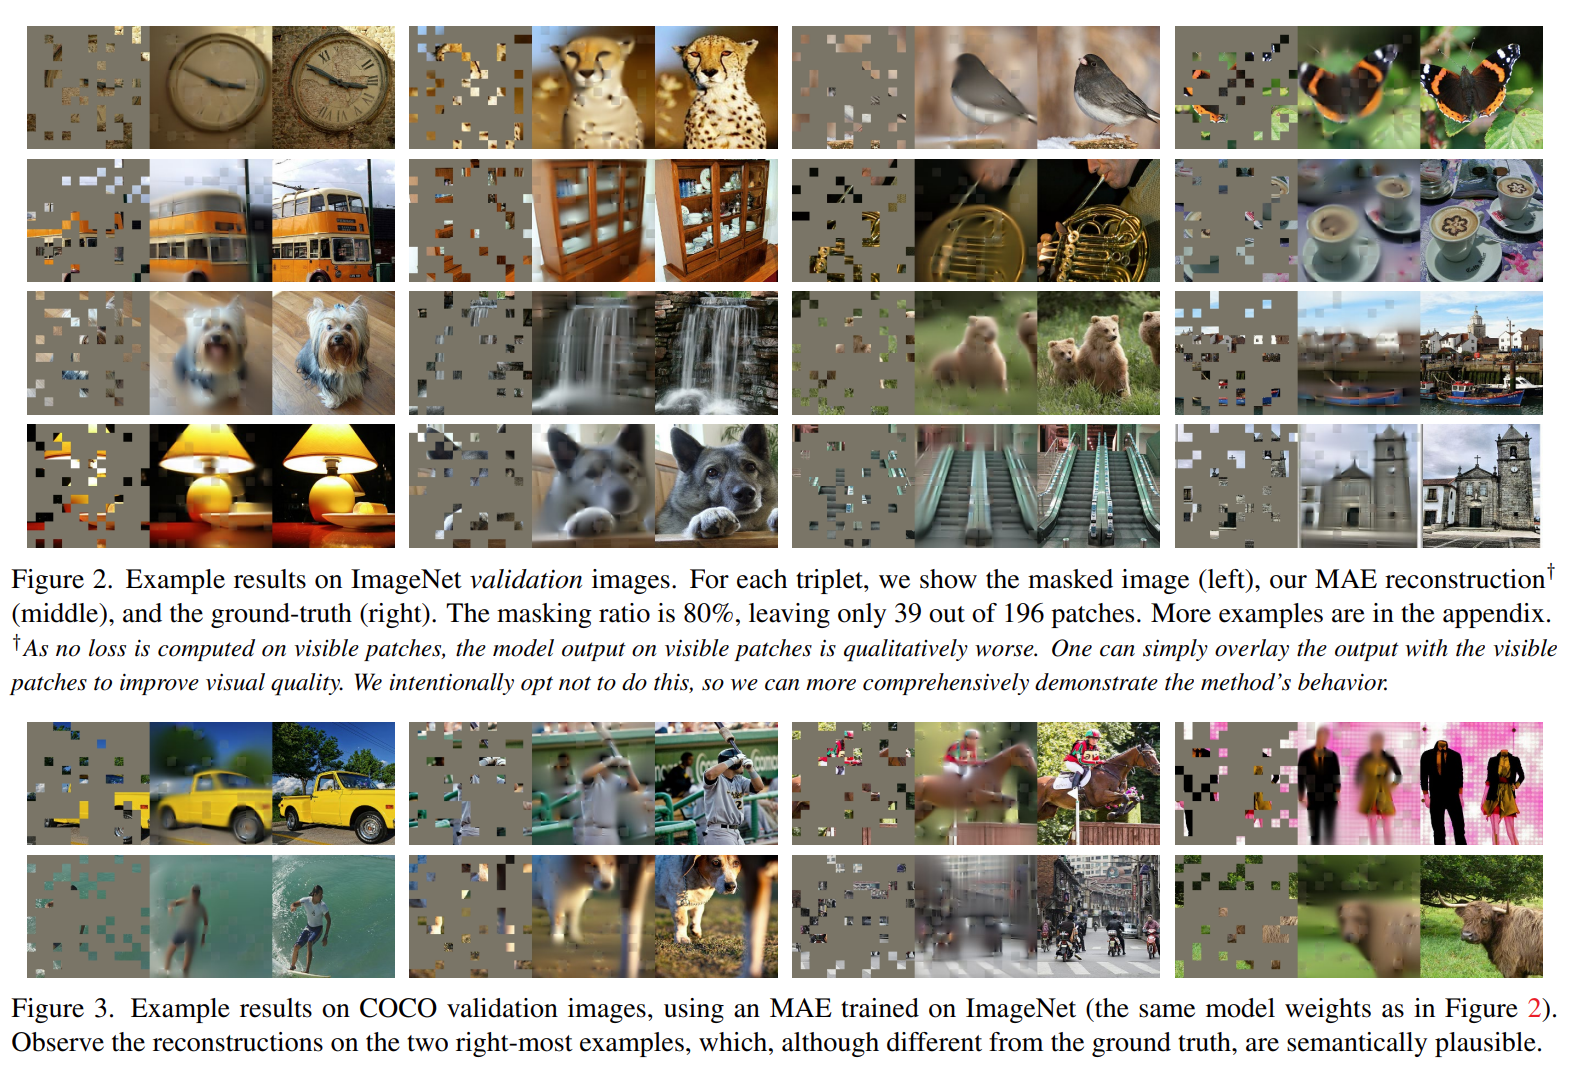 Figure 2. Example results on ImageNet validation images. For each triplet, we show the masked image (left), our MAE reconstruction†
(middle), and the ground-truth (right). The masking ratio is 80%, leaving only 39 out of 196 patches. More examples are in the appendix.
†As no loss is computed on visible patches, the model output on visible patches is qualitatively worse. One can simply overlay the output with the visible
patches to improve visual quality. We intentionally opt not to do this, so we can more comprehensively demonstrate the method’s behavior.
Figure 3. Example results on COCO validation images, using an MAE trained on ImageNet (the same model weights as in Figure 2).
Observe the reconstructions on the two right-most examples, which, although different from the ground truth, are semantically plausible.